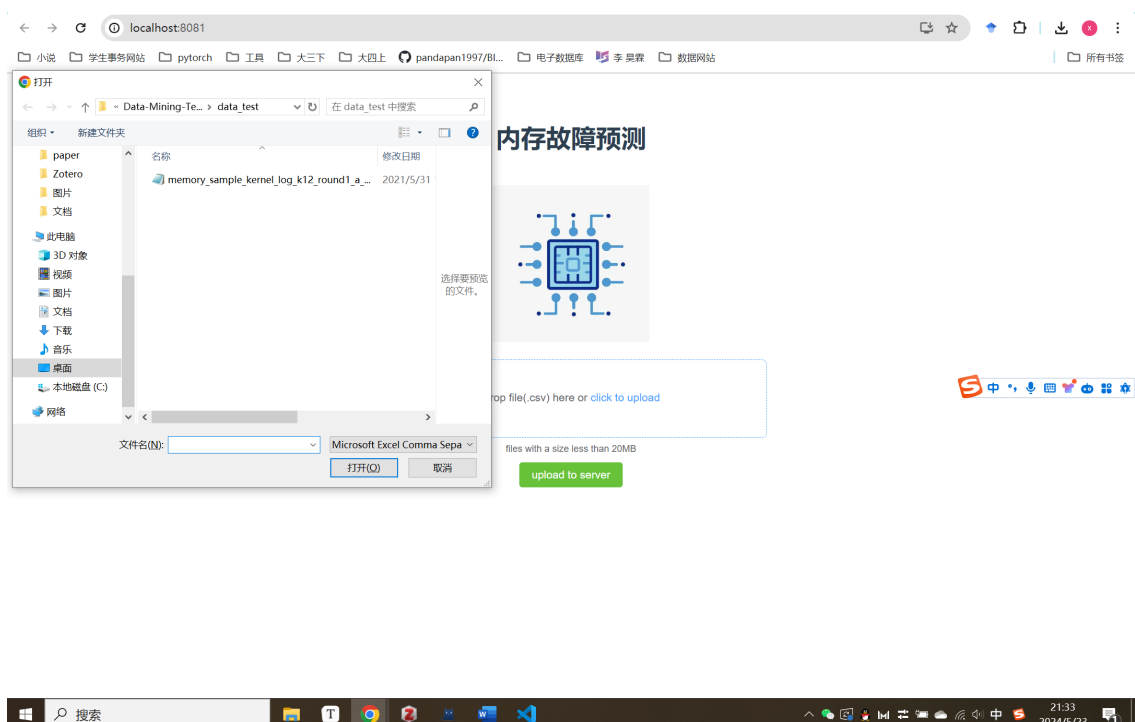 localhost:8081
小说 学生事务网站 pytorch 工具 大三下 大四上 pandapan1997/Bl... 电子数据库 李昊霖 数据网站 所有书签
打开
« Data-Mining-Te... › data_test
在 data_test 中搜索
组织 新建文件夹
paper
Zotero
图片
文档
此电脑
3D 对象
视频
图片
文档
下载
音乐
桌面
本地磁盘 (C:)
网络
名称 修改日期
memory_sample_kernel_log_k12_round1_a_... 2021/5/31
选择要预览
的文件。
文件名(N): Microsoft Excel Comma Sepa
打开(O) 取消
内存故障预测
rop file(.csv) here or click to upload
files with a size less than 20MB
upload to server
中
搜索
中
21:33
2024/5/23